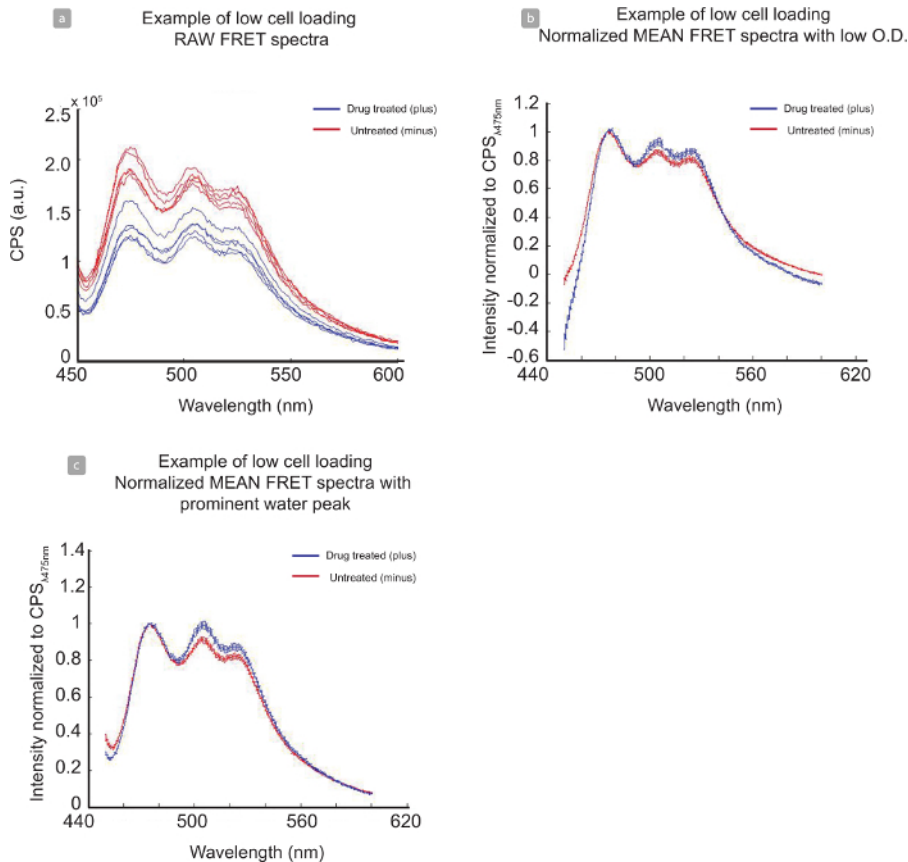 a
Example of low cell loading
RAW FRET spectra
x 10⁵
2.5
2.0
1.5
1.0
0.5
0
CPS (a.u.)
Drug treated (plus)
Untreated (minus)
450
500
550
600
Wavelength (nm)
b
Example of low cell loading
Normalized MEAN FRET spectra with low O.D.
1.2
1
0.8
0.6
0.4
0.2
0
-0.2
-0.4
-0.6
Intensity normalized to CPSλ475nm
Drug treated (plus)
Untreated (minus)
440
500
560
620
Wavelength (nm)
c
Example of low cell loading
Normalized MEAN FRET spectra with
prominent water peak
1.4
1.2
1
0.8
0.6
0.4
0.2
0
Intensity normalized to CPSλ475nm
Drug treated (plus)
Untreated (minus)
440
500
560
620
Wavelength (nm)